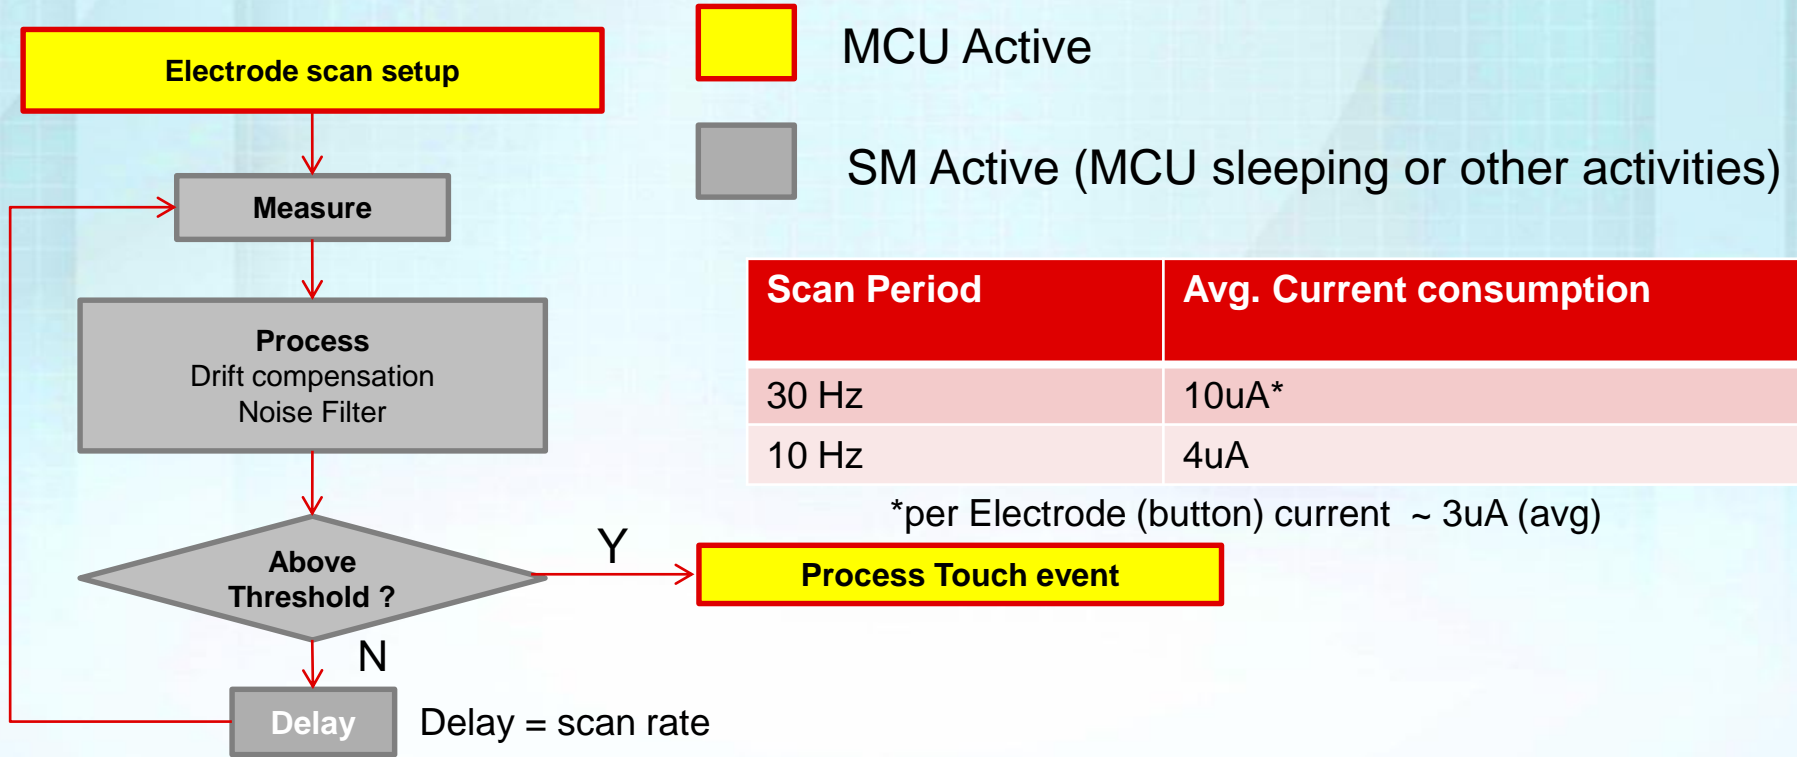 Electrode scan setup
Measure
Process
Drift compensation
Noise Filter
Above
Threshold ?
Y
Process Touch event
N
Delay
Delay = scan rate
MCU Active
SM Active (MCU sleeping or other activities)
Scan Period Avg. Current consumption
30 Hz 10uA*
10 Hz 4uA
*per Electrode (button) current ~ 3uA (avg)